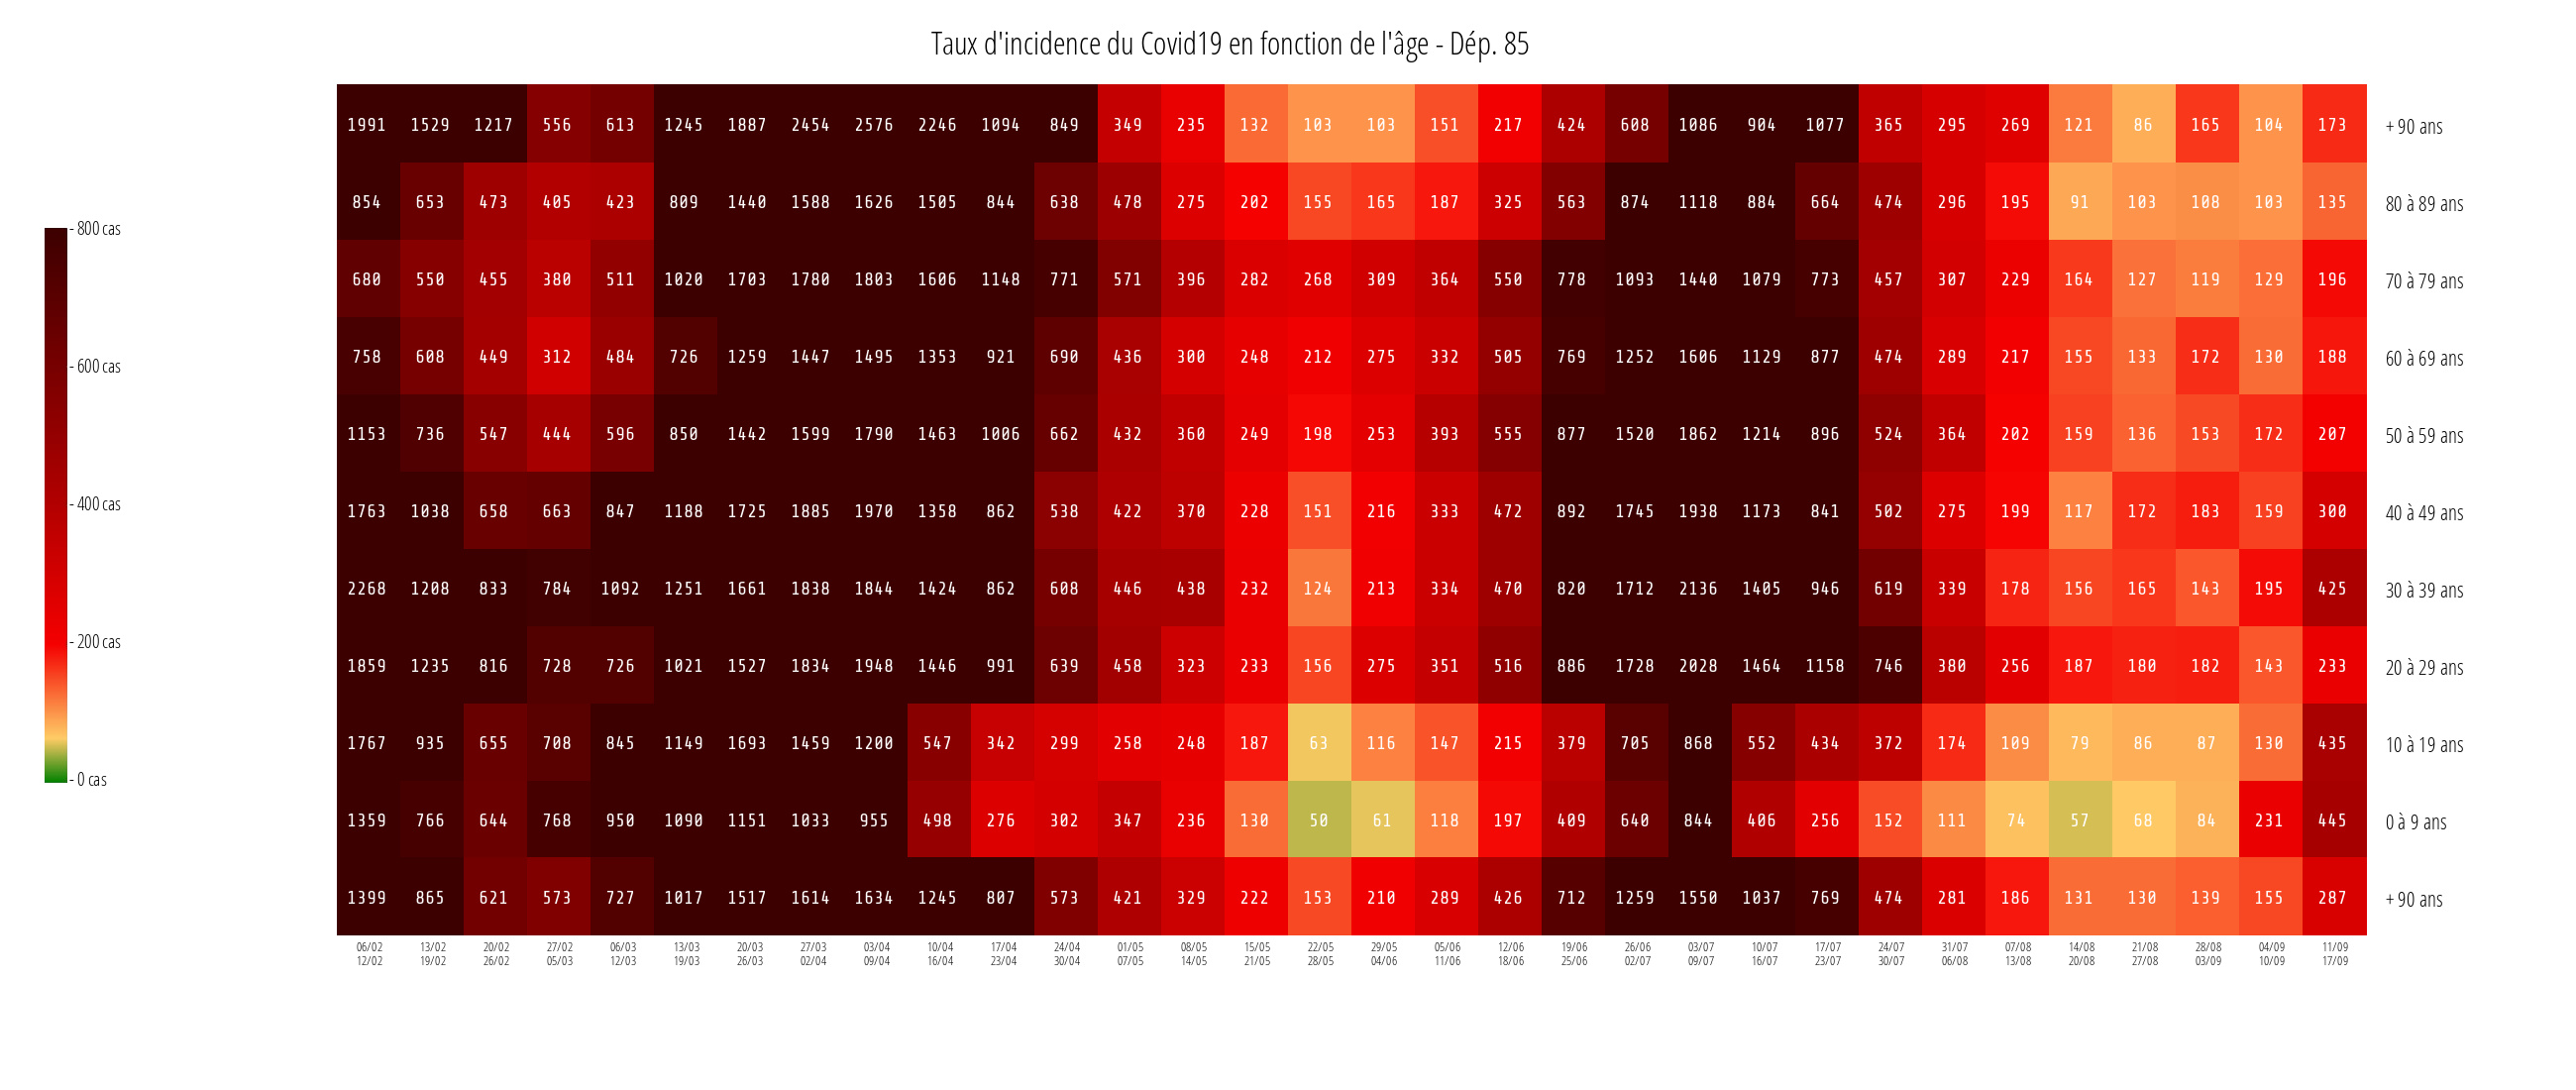 Taux d'incidence du Covid19 en fonction de l'âge - Dép. 85
1991 1529 1217 556 613 1245 1887 2454 2576 2246 1094 849 349 235 132 103 103 151 217 424 608 1086 904 1077 365 295 269 121 86 165 104 173 + 90 ans
854 653 473 405 423 809 1440 1588 1626 1505 844 638 478 275 202 155 165 187 325 563 874 1118 884 664 474 296 195 91 103 108 103 135 80 à 89 ans
- 800 cas
680 550 455 380 511 1020 1703 1780 1803 1606 1148 771 571 396 282 268 309 364 550 778 1093 1440 1079 773 457 307 229 164 127 119 129 196 70 à 79 ans
758 608 449 312 484 726 1259 1447 1495 1353 921 690 436 300 248 212 275 332 505 769 1252 1606 1129 877 474 289 217 155 133 172 130 188 60 à 69 ans
- 600 cas
1153 736 547 444 596 850 1442 1599 1790 1463 1006 662 432 360 249 198 253 393 555 877 1520 1862 1214 896 524 364 202 159 136 153 172 207 50 à 59 ans
- 400 cas
1763 1038 658 663 847 1188 1725 1885 1970 1358 862 538 422 370 228 151 216 333 472 892 1745 1938 1173 841 502 275 199 117 172 183 159 300 40 à 49 ans
2268 1208 833 784 1092 1251 1661 1838 1844 1424 862 608 446 438 232 124 213 334 470 820 1712 2136 1405 946 619 339 178 156 165 143 195 425 30 à 39 ans
- 200 cas
1859 1235 816 728 726 1021 1527 1834 1948 1446 991 639 458 323 233 156 275 351 516 886 1728 2028 1464 1158 746 380 256 187 180 182 143 233 20 à 29 ans
1767 935 655 708 845 1149 1693 1459 1200 547 342 299 258 248 187 63 116 147 215 379 705 868 552 434 372 174 109 79 86 87 130 435 10 à 19 ans
- 0 cas
1359 766 644 768 950 1090 1151 1033 955 498 276 302 347 236 130 50 61 118 197 409 640 844 406 256 152 111 74 57 68 84 231 445 0 à 9 ans
1399 865 621 573 727 1017 1517 1614 1634 1245 807 573 421 329 222 153 210 289 426 712 1259 1550 1037 769 474 281 186 131 130 139 155 287 + 90 ans
06/02 13/02 20/02 27/02 06/03 13/03 20/03 27/03 03/04 10/04 17/04 24/04 01/05 08/05 15/05 22/05 29/05 05/06 12/06 19/06 26/06 03/07 10/07 17/07 24/07 31/07 07/08 14/08 21/08 28/08 04/09 11/09
12/02 19/02 26/02 05/03 12/03 19/03 26/03 02/04 09/04 16/04 23/04 30/04 07/05 14/05 21/05 28/05 04/06 11/06 18/06 25/06 02/07 09/07 16/07 23/07 30/07 06/08 13/08 20/08 27/08 03/09 10/09 17/09